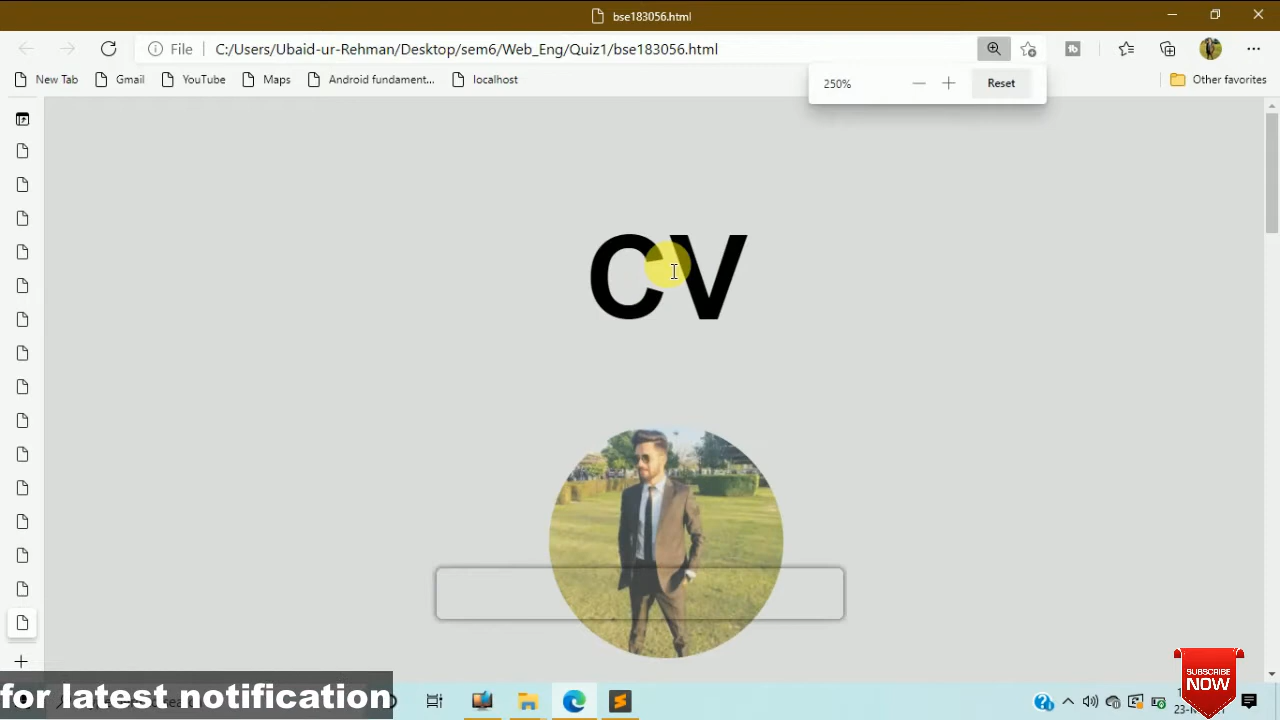 bse183056.html
File C:/Users/Ubaid-ur-Rehman/Desktop/sem6/Web_Eng/Quiz1/bse183056.html
New Tab Gmail YouTube Maps Android fundament... localhost Other favorites
250% Reset
CV
SUBSCRIBE
NOW
for latest notification